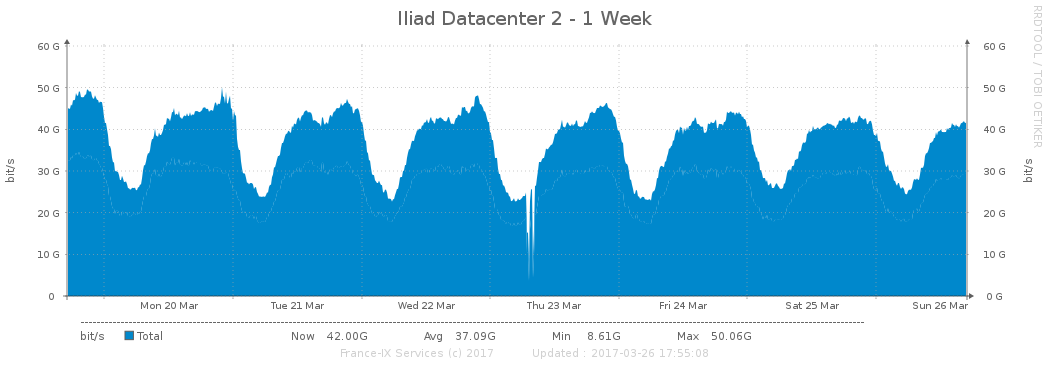 Iliad Datacenter 2 - 1 Week
RRDTOOL / TOBI OETIKER
60 G 60 G
50 G 50 G
40 G 40 G
30 G 30 G
20 G 20 G
10 G 10 G
0 0 G
bit/s bit/s
Mon 20 Mar Tue 21 Mar Wed 22 Mar Thu 23 Mar Fri 24 Mar Sat 25 Mar Sun 26 Mar
bit/s Total Now 42.00G Avg 37.09G Min 8.61G Max 50.06G
France-IX Services (c) 2017 Updated : 2017-03-26 17:55:08